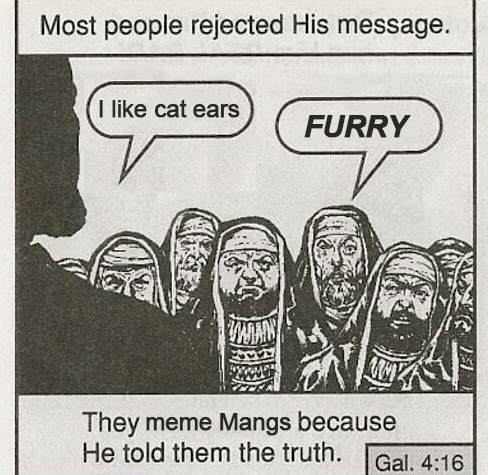 Most people rejected His message.
I like cat ears
FURRY
They meme Mangs because
He told them the truth.
Gal. 4:16